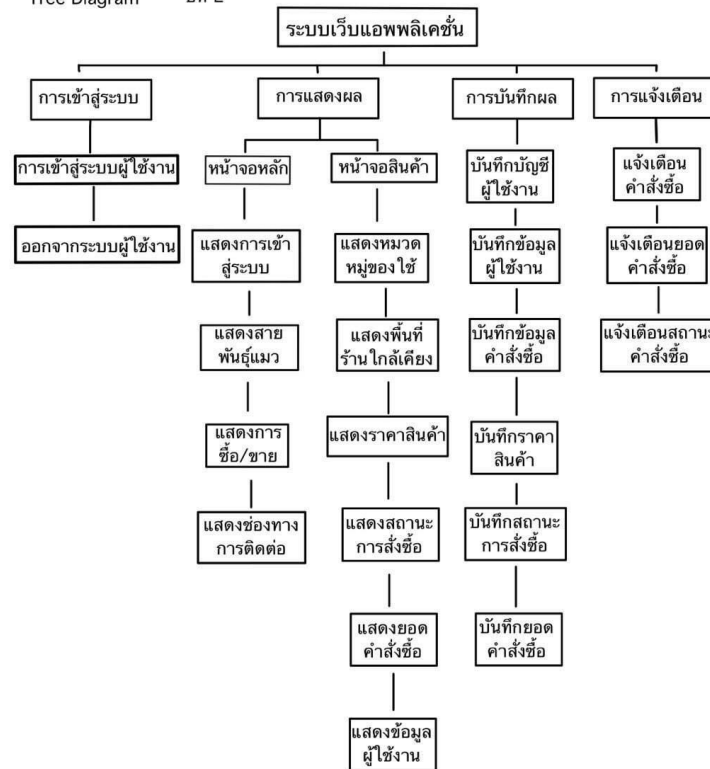 Tree Diagram
ระบบเว็บแอพพลิเคชั่น
การเข้าสู่ระบบ
การแสดงผล
การบันทึกผล
การแจ้งเตือน
การเข้าสู่ระบบผู้ใช้งาน
ออกจากระบบผู้ใช้งาน
หน้าจอหลัก
แสดงการเข้า
สู่ระบบ
แสดงสาย
พันธุ์แมว
แสดงการ
ซื้อ/ขาย
แสดงช่องทาง
การติดต่อ
หน้าจอสินค้า
แสดงหมวด
หมู่ของใช้
แสดงพื้นที่
ร้านใกล้เคียง
แสดงราคาสินค้า
แสดงสถานะ
การสั่งซื้อ
แสดงยอด
คำสั่งซื้อ
แสดงข้อมูล
ผู้ใช้งาน
บันทึกบัญชี
ผู้ใช้งาน
บันทึกข้อมูล
ผู้ใช้งาน
บันทึกข้อมูล
คำสั่งซื้อ
บันทึกราคา
สินค้า
บันทึกสถานะ
การสั่งซื้อ
บันทึกยอด
คำสั่งซื้อ
แจ้งเตือน
คำสั่งซื้อ
แจ้งเตือนยอด
คำสั่งซื้อ
แจ้งเตือนสถานะ
คำสั่งซื้อ